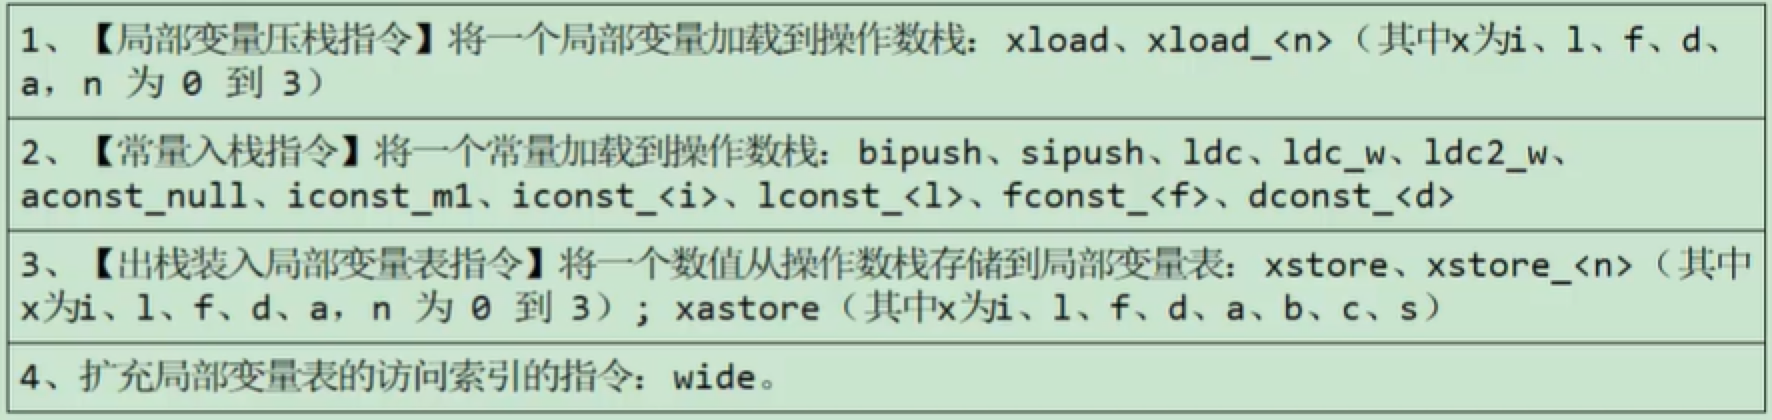 1、【局部变量压栈指令】将一个局部变量加载到操作数栈：xload、xload_<n>（其中x为i、l、f、d、
a，n 为 0 到 3）
2、【常量入栈指令】将一个常量加载到操作数栈：bipush、sipush、ldc、ldc_w、ldc2_w、
aconst_null、iconst_m1、iconst_<i>、lconst_<l>、fconst_<f>、dconst_<d>
3、【出栈装入局部变量表指令】将一个数值从操作数栈存储到局部变量表：xstore、xstore_<n>（其中
x为i、l、f、d、a，n 为 0 到 3）; xastore（其中x为i、l、f、d、a、b、c、s）
4、扩充局部变量表的访问索引的指令：wide。